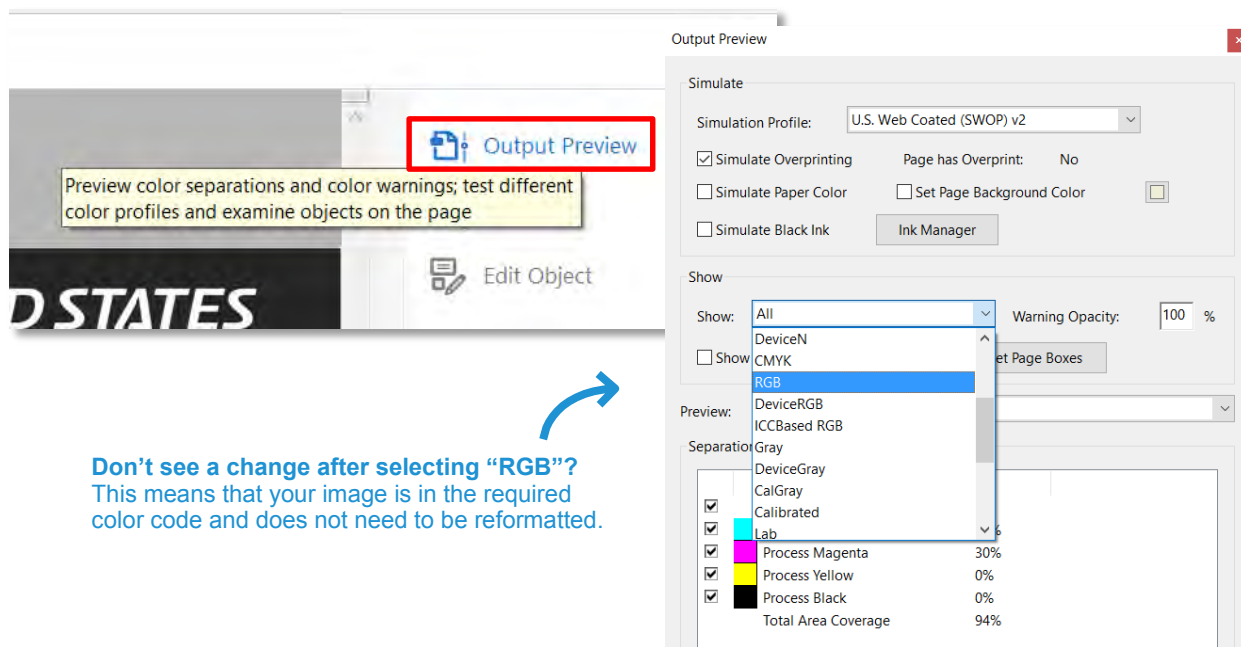 Output Preview
Preview color separations and color warnings; test different
color profiles and examine objects on the page
Edit Object
D STATES
Don’t see a change after selecting “RGB”?
This means that your image is in the required
color code and does not need to be reformatted.
Output Preview
Simulate
Simulation Profile: U.S. Web Coated (SWOP) v2
Simulate Overprinting Page has Overprint: No
Simulate Paper Color Set Page Background Color
Simulate Black Ink Ink Manager
Show
Show: All Warning Opacity: 100 %
DeviceN
Show CMYK et Page Boxes
RGB
DeviceRGB
Preview:
ICCBased RGB
Separation Gray
DeviceGray
CalGray
Calibrated
Lab %
Process Magenta 30%
Process Yellow 0%
Process Black 0%
Total Area Coverage 94%